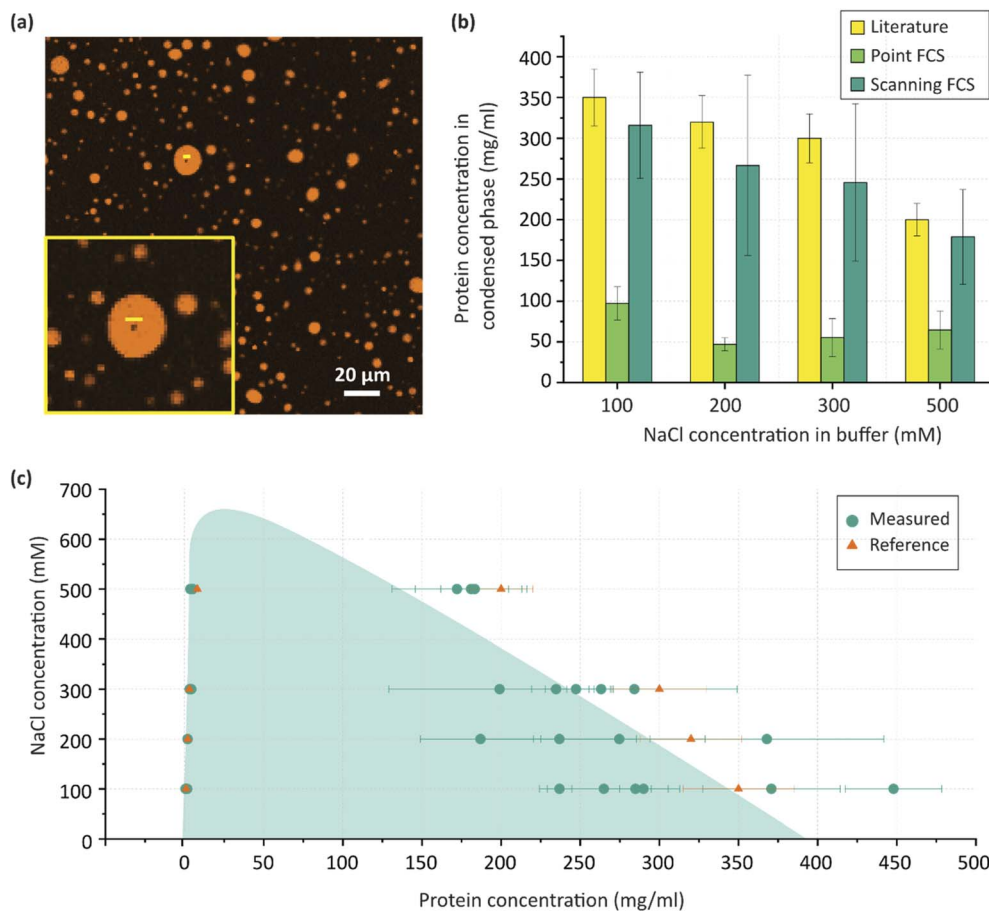 (a)
20 µm
(b)
Literature
Point FCS
Scanning FCS
Protein concentration in
condensed phase (mg/ml)
400
350
300
250
200
150
100
50
0
100 200 300 500
NaCl concentration in buffer (mM)
(c)
Measured
Reference
NaCl concentration (mM)
700
600
500
400
300
200
100
0
0 50 100 150 200 250 300 350 400 450 500
Protein concentration (mg/ml)